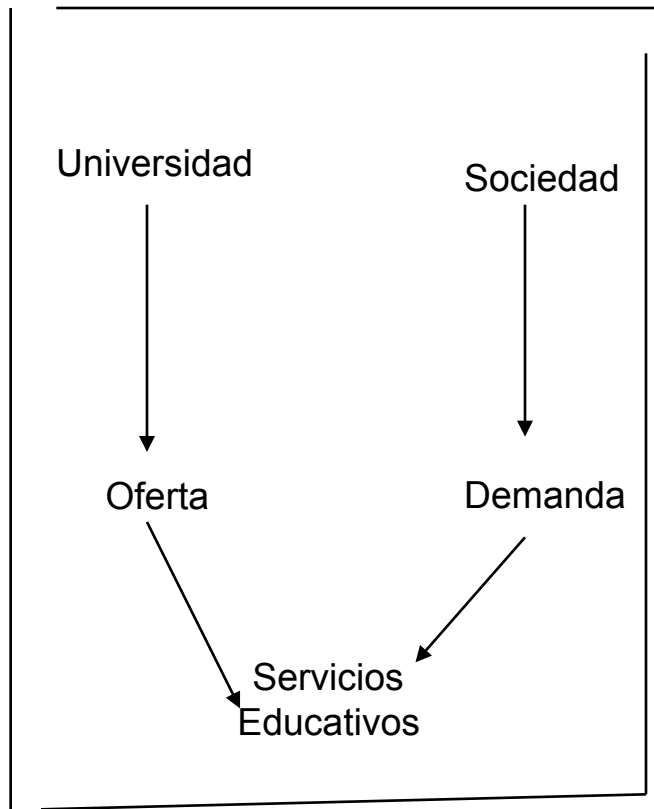 Universidad
Sociedad
Oferta
Demanda
Servicios
Educativos